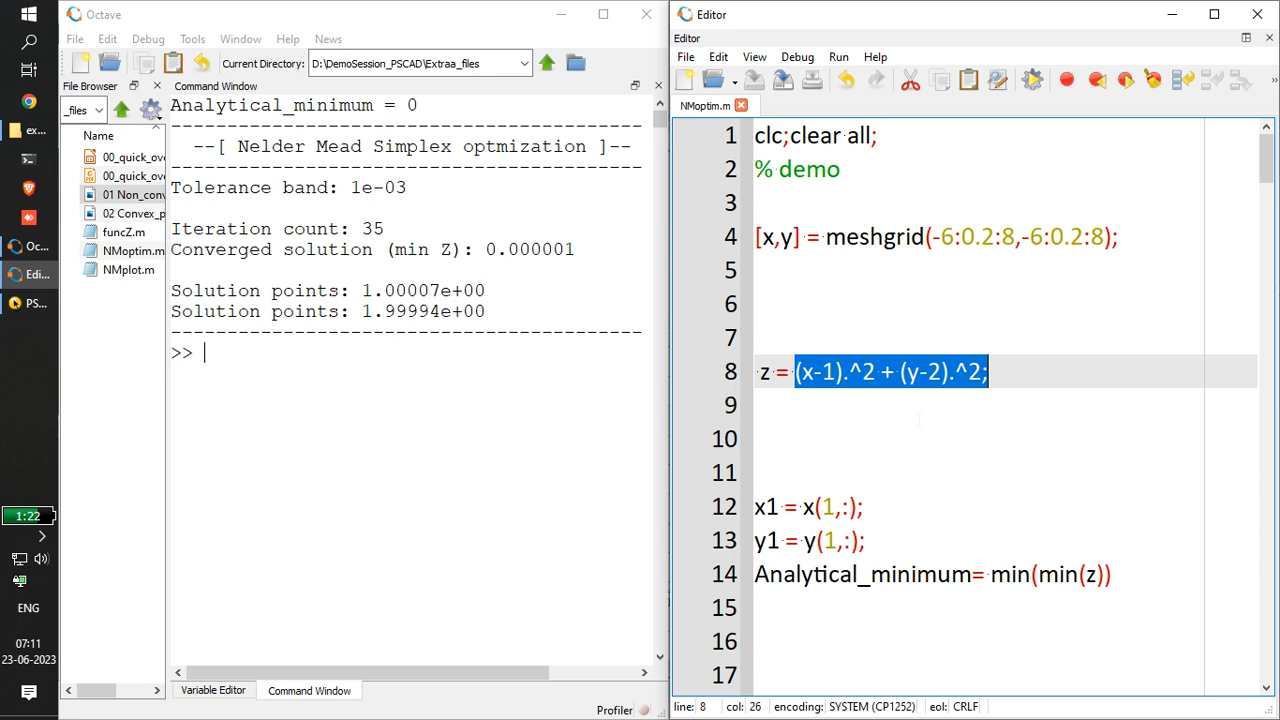 Octave
File Edit Debug Tools Window Help News
Current Directory: D:\DemoSession_PSCAD\Extraa_files
File Browser
_files
Name
00_quick_ove
00_quick_ove
01 Non_conv
02 Convex_p
funcZ.m
NMoptim.m
NMplot.m
Command Window
Analytical_minimum = 0
-----------------------------------------
--[ Nelder Mead Simplex optmization ]--
-----------------------------------------
Tolerance band: 1e-03
Iteration count: 35
Converged solution (min Z): 0.000001
Solution points: 1.00007e+00
Solution points: 1.99994e+00
-----------------------------------------
>>
Variable Editor Command Window
Profiler
Editor
Editor
File Edit View Debug Run Help
NMoptim.m
1 clc;clear all;
2 % demo
3
4 [x,y] = meshgrid(-6:0.2:8,-6:0.2:8);
5
6
7
8 z = (x-1).^2 + (y-2).^2;
9
10
11
12 x1 = x(1,:);
13 y1 = y(1,:);
14 Analytical_minimum= min(min(z))
15
16
17
line: 8 col: 26 encoding: SYSTEM (CP1252) eol: CRLF
ex...
Oc...
Edi...
PS...
1:22
ENG
07:11
23-06-2023